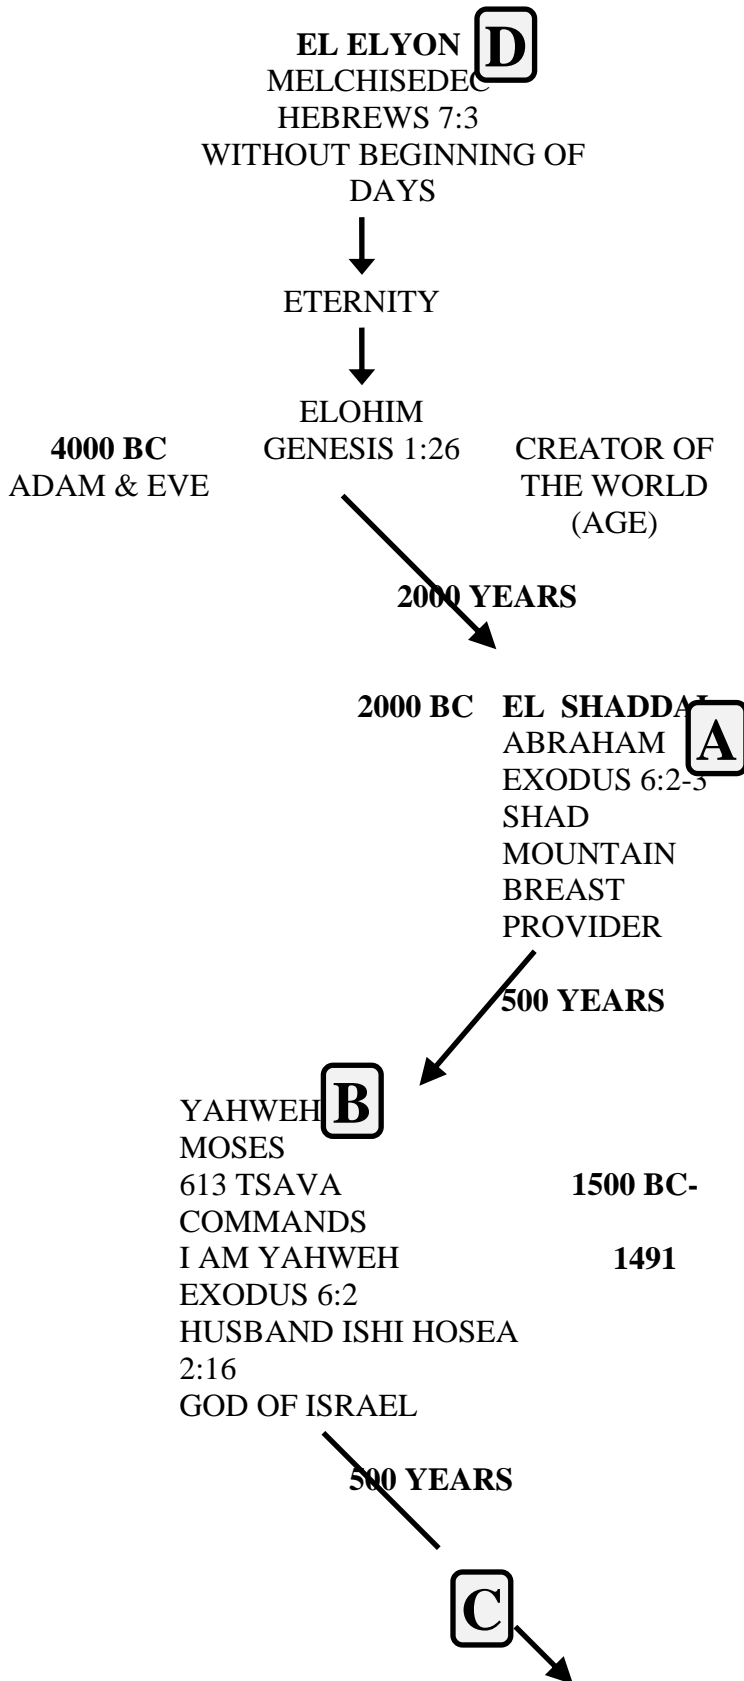 EL ELYON D
MELCHISEDEC
HEBREWS 7:3
WITHOUT BEGINNING OF
DAYS
ETERNITY
ELOHIM
4000 BC GENESIS 1:26 CREATOR OF
ADAM & EVE THE WORLD
(AGE)
2000 YEARS
2000 BC EL SHADDAI
ABRAHAM A
EXODUS 6:2-3
SHAD
MOUNTAIN
BREAST
PROVIDER
500 YEARS
YAHWEH B
MOSES
613 TSAVA 1500 BC-
COMMANDS
I AM YAHWEH 1491
EXODUS 6:2
HUSBAND ISHI HOSEA
2:16
GOD OF ISRAEL
500 YEARS
C